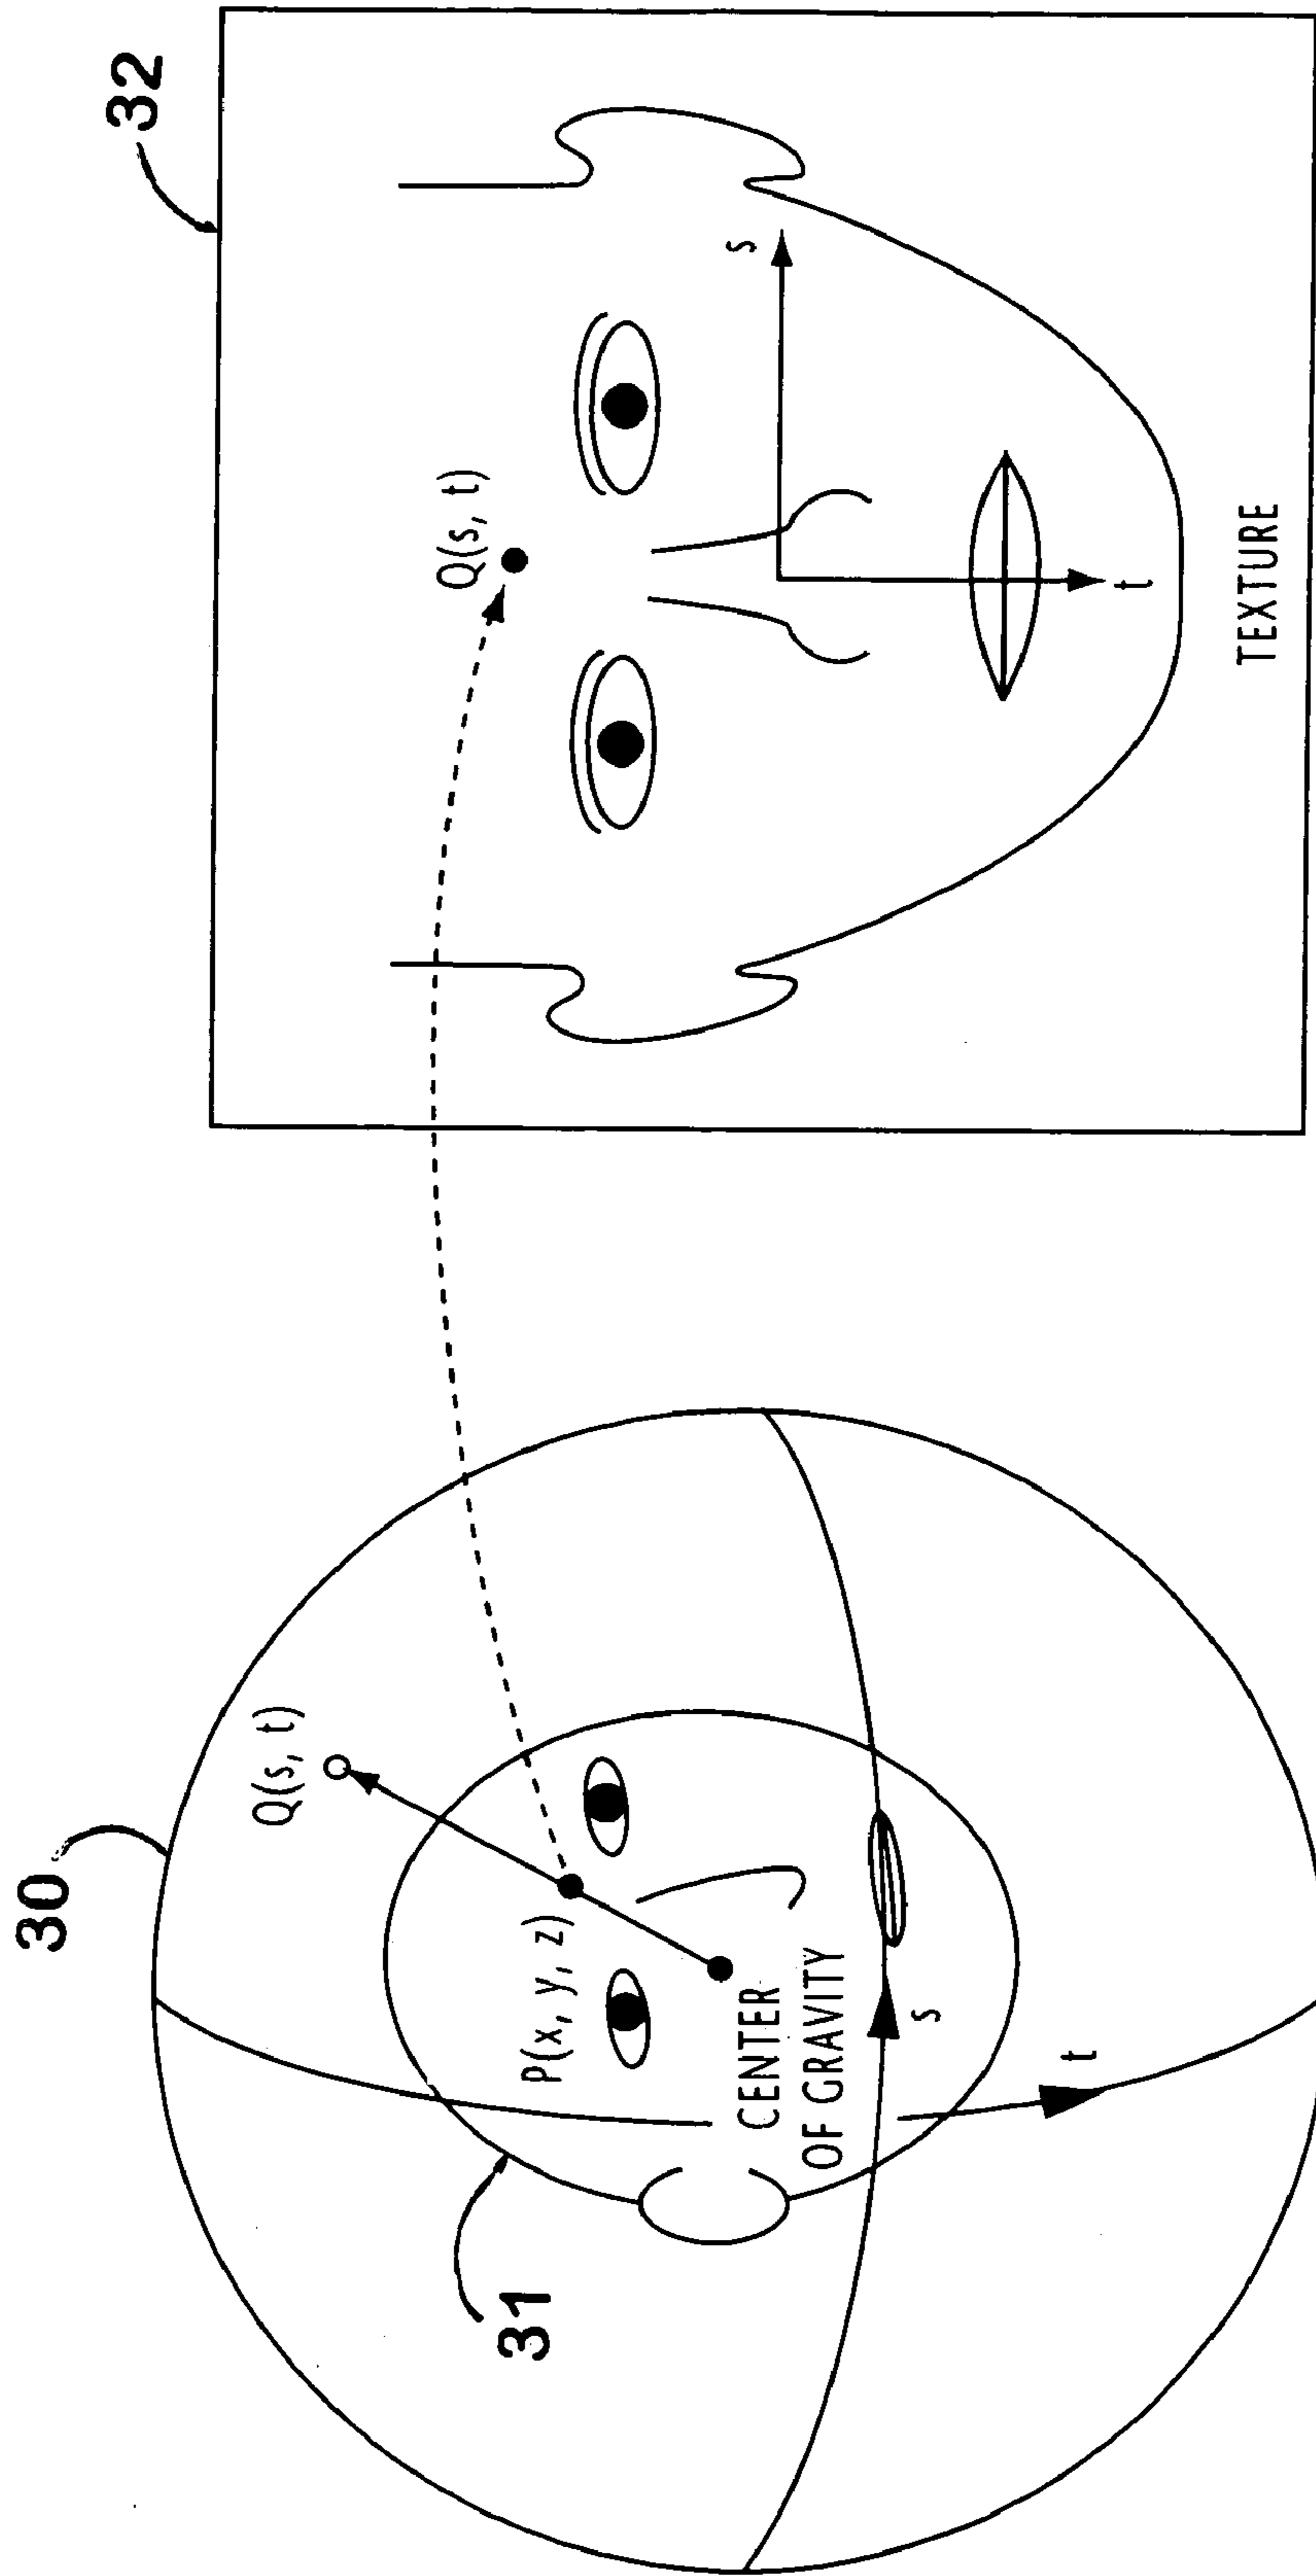 30
Q(s, t)
P(x, y, z)
CENTER
OF GRAVITY
s
t
31
32
Q(s, t)
s
t
TEXTURE